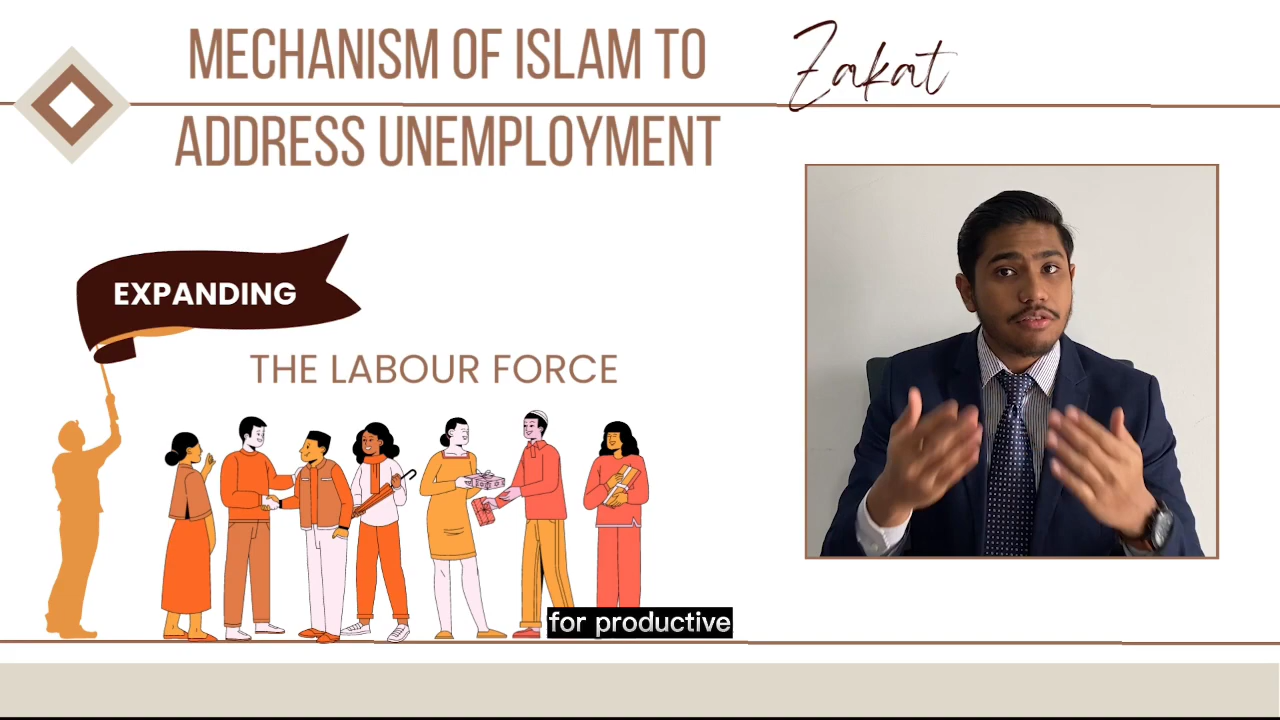 MECHANISM OF ISLAM TO
ADDRESS UNEMPLOYMENT
Zakat
EXPANDING
THE LABOUR FORCE
for productive